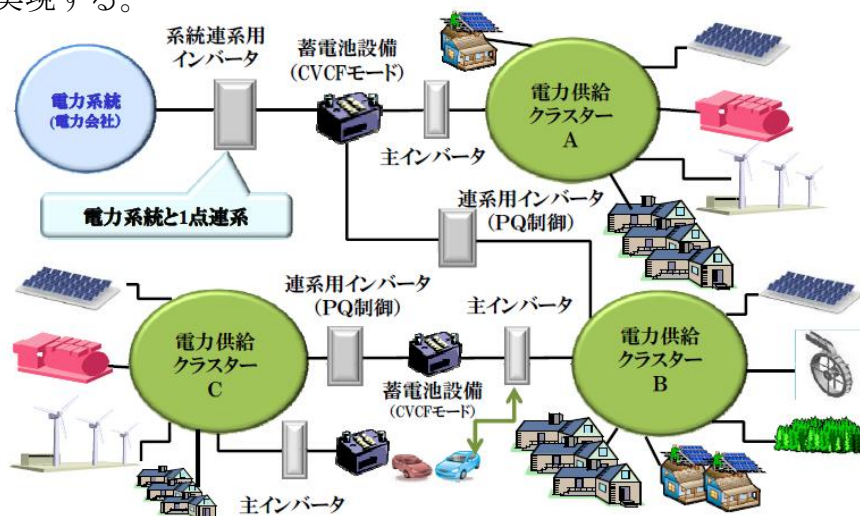 実現する。
系統連系用
インバータ
蓄電池設備
(CVCFモード)
電力系統
(電力会社)
電力供給
クラスター
A
主インバータ
電力系統と1点連系
連系用インバータ
(PQ制御)
連系用インバータ
(PQ制御)
主インバータ
電力供給
クラスター
C
電力供給
クラスター
B
蓄電池設備
(CVCFモード)
主インバータ